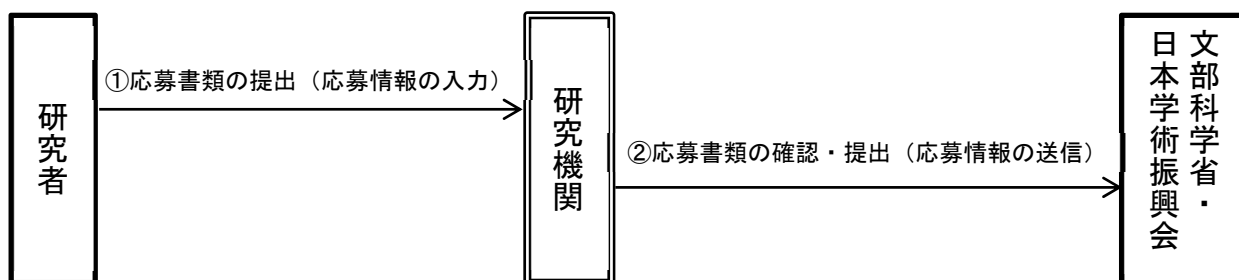 研究者
①応募書類の提出（応募情報の入力）
研究機関
②応募書類の確認・提出（応募情報の送信）
文部科学省・
日本学術振興会